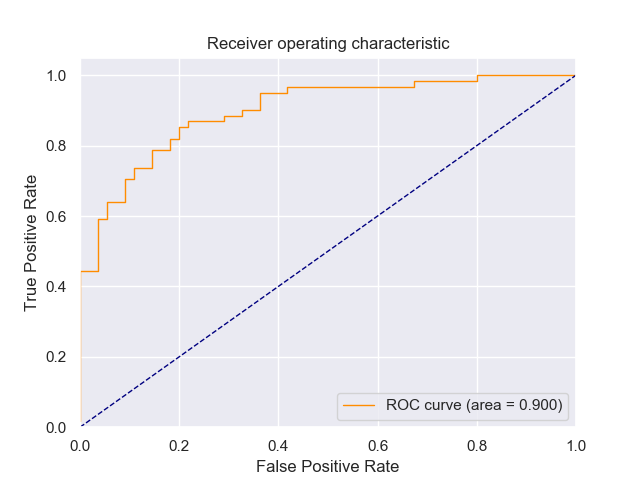 Receiver operating characteristic
True Positive Rate
1.0
0.8
0.6
0.4
0.2
0.0
ROC curve (area = 0.900)
0.0 0.2 0.4 0.6 0.8 1.0
False Positive Rate